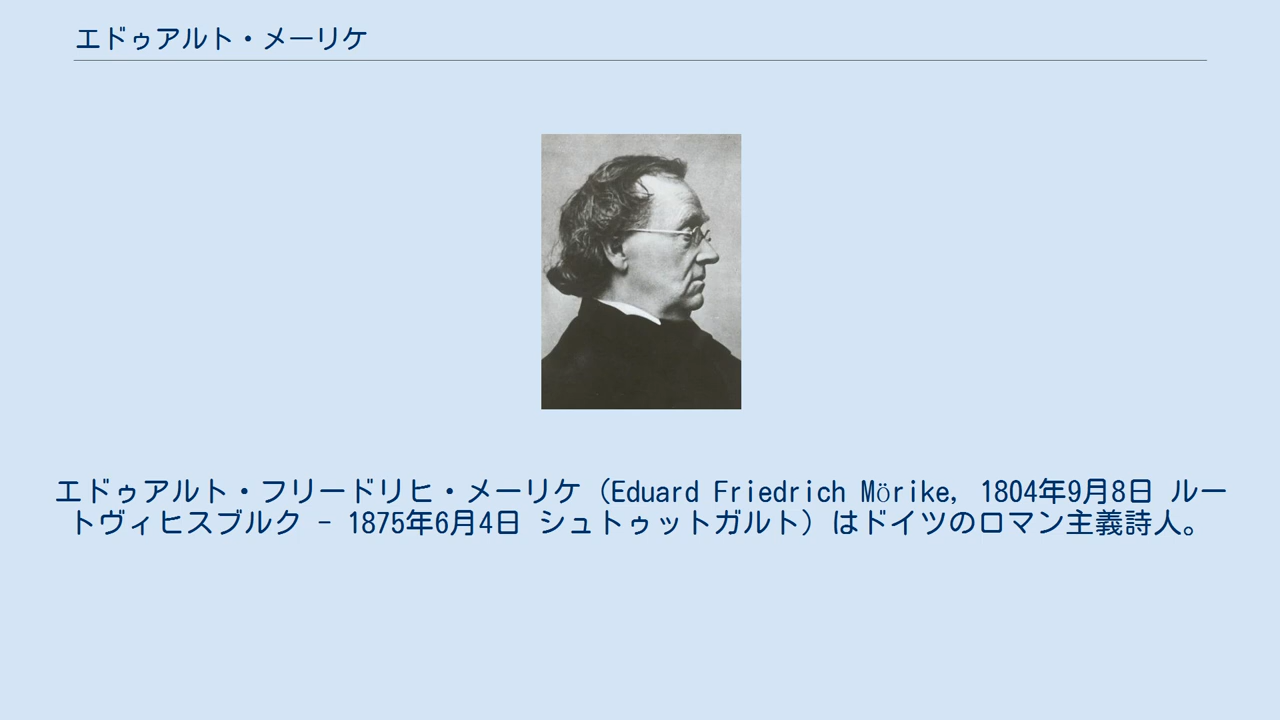 エドゥアルト・メーリケ
エドゥアルト・フリードリヒ・メーリケ（Eduard Friedrich Mörike, 1804年9月8日 ルー
トヴィヒスブルク - 1875年6月4日 シュトゥットガルト）はドイツのロマン主義詩人。